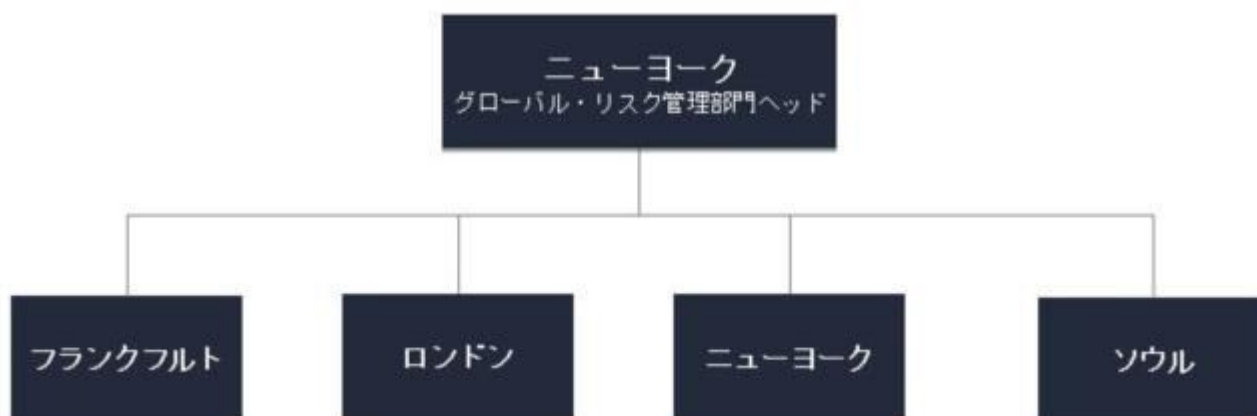 ニューヨーク
グローバル・リスク管理部門ヘッド
フランクフルト
ロンドン
ニューヨーク
ソウル